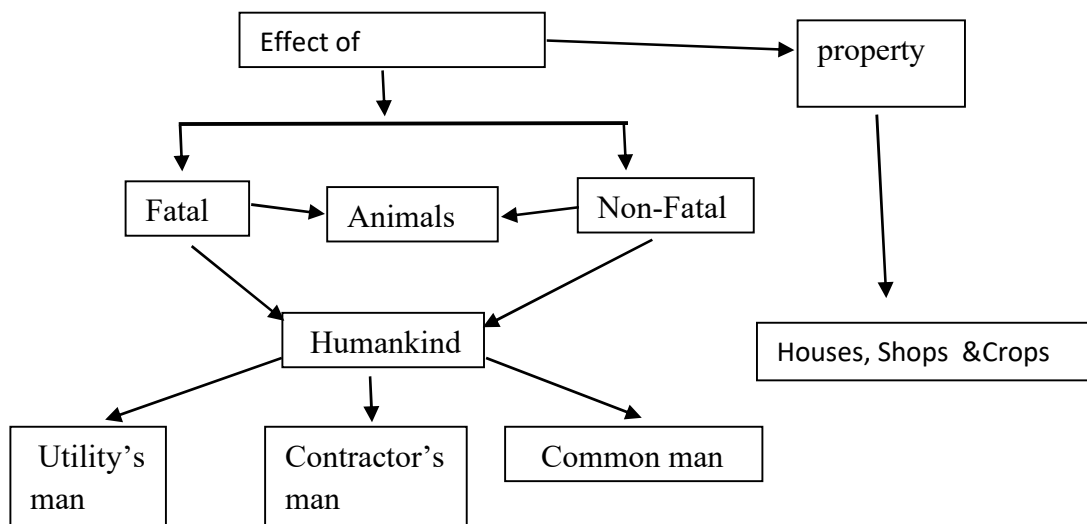 Effect of
property
Fatal
Animals
Non-Fatal
Humankind
Houses, Shops &Crops
Utility's
man
Contractor's
man
Common man